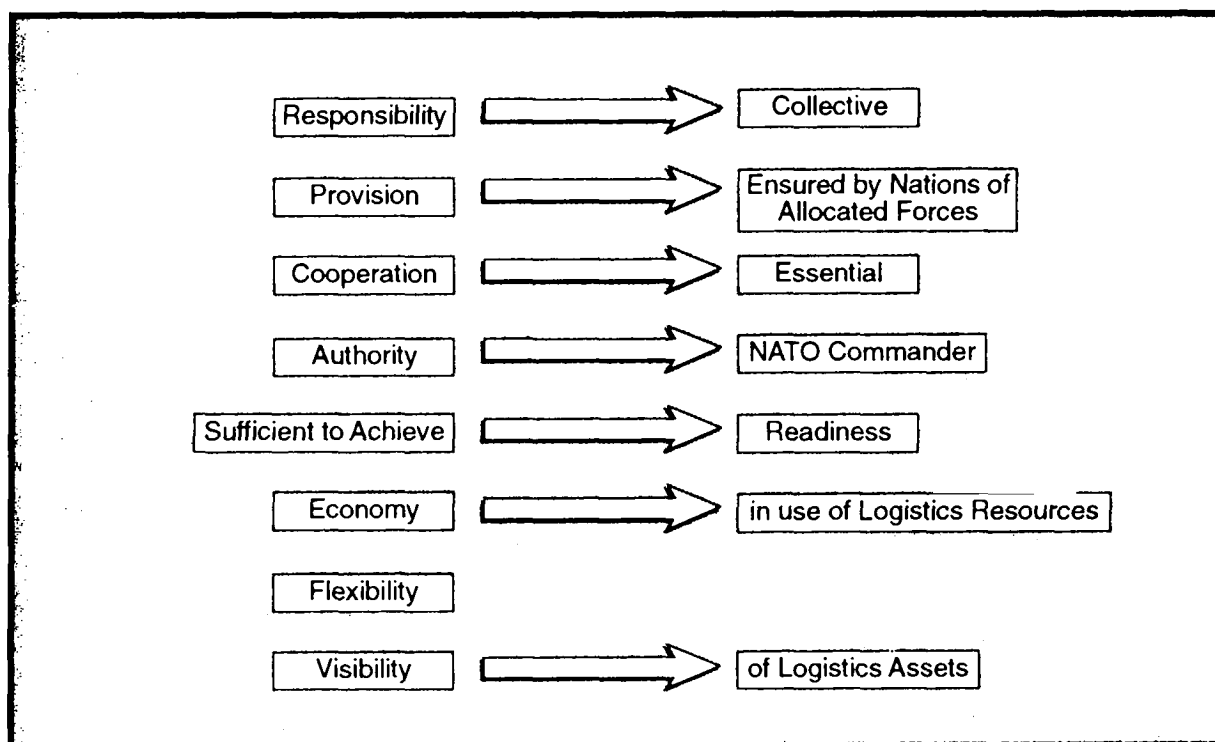 Responsibility
Collective
Provision
Ensured by Nations of
Allocated Forces
Cooperation
Essential
Authority
NATO Commander
Sufficient to Achieve
Readiness
Economy
in use of Logistics Resources
Flexibility
Visibility
of Logistics Assets